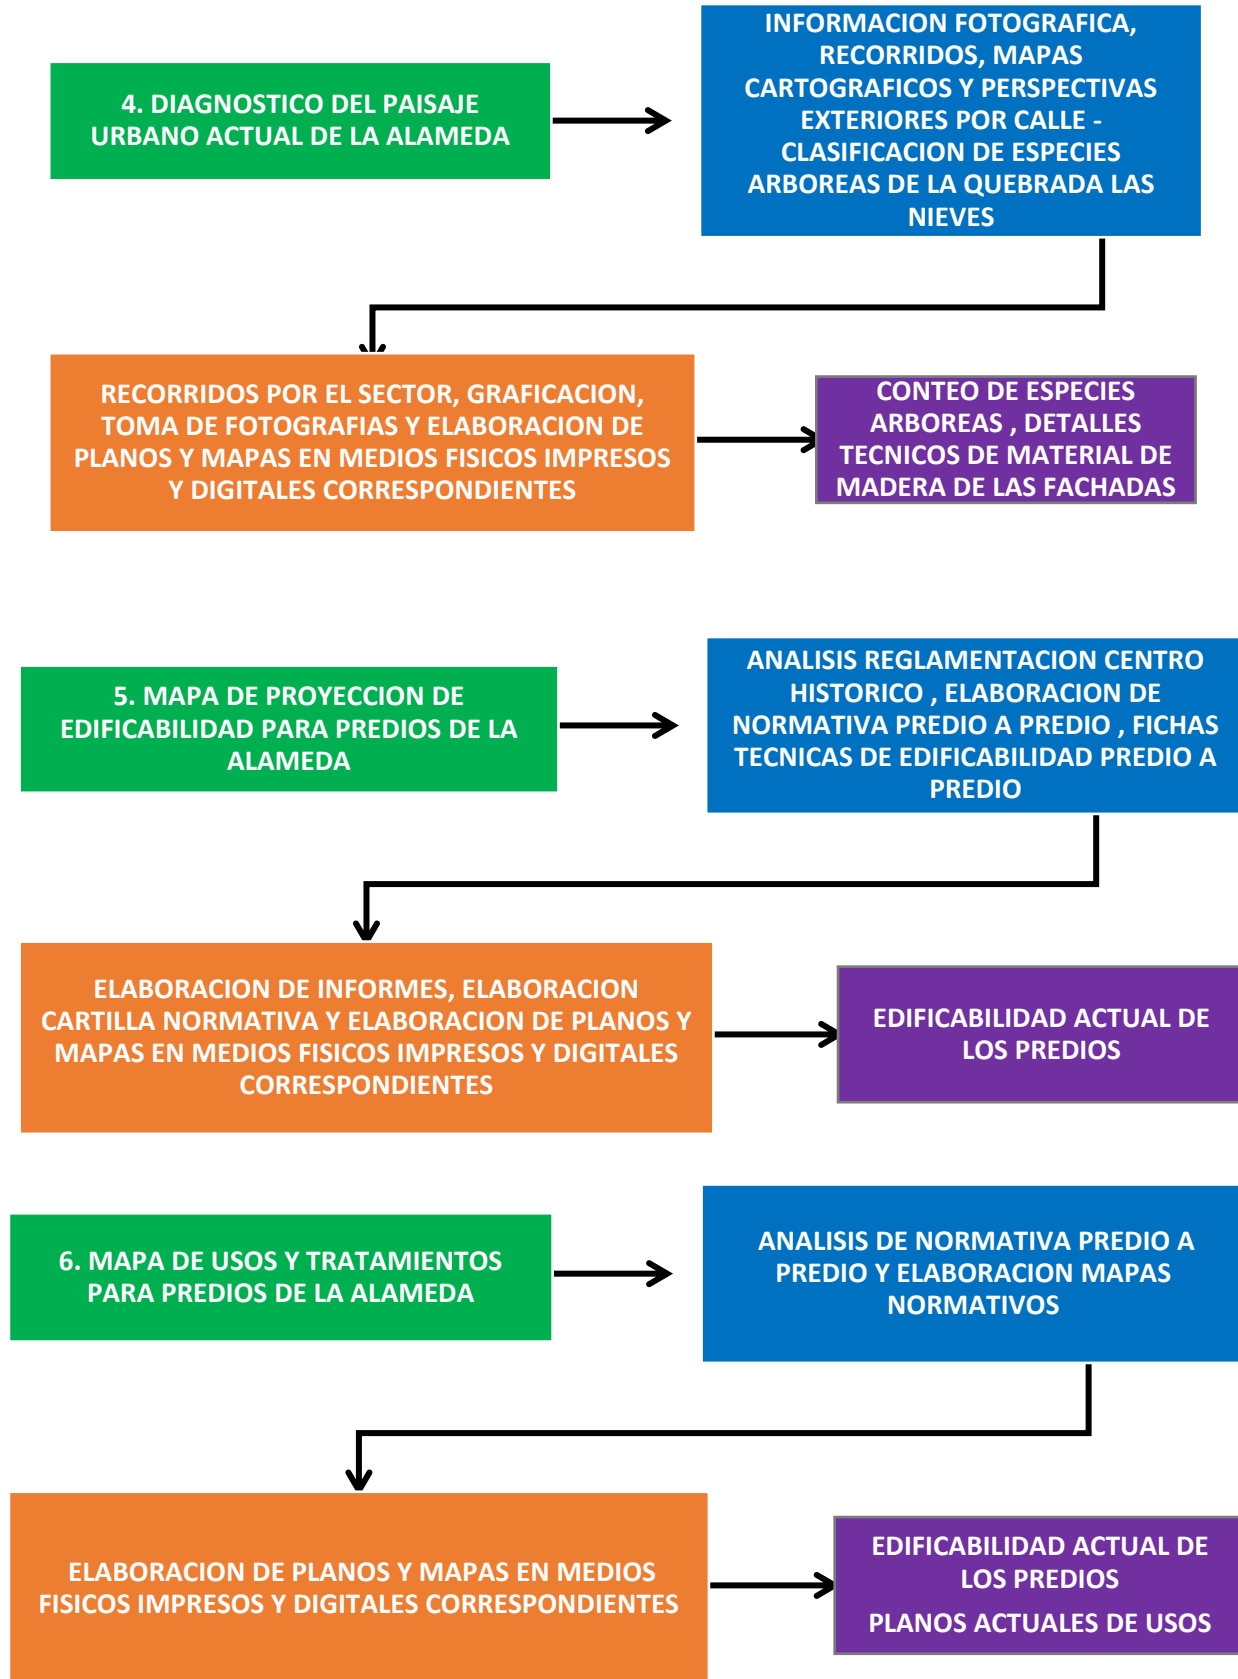 4. DIAGNOSTICO DEL PAISAJE
URBANO ACTUAL DE LA ALAMEDA
INFORMACION FOTOGRAFICA,
RECORRIDOS, MAPAS
CARTOGRAFICOS Y PERSPECTIVAS
EXTERIORES POR CALLE -
CLASIFICACION DE ESPECIES
ARBOREAS DE LA QUEBRADA LAS
NIEVES
RECORRIDOS POR EL SECTOR, GRAFICACION,
TOMA DE FOTOGRAFIAS Y ELABORACION DE
PLANOS Y MAPAS EN MEDIOS FISICOS IMPRESOS
Y DIGITALES CORRESPONDIENTES
CONTEO DE ESPECIES
ARBOREAS , DETALLES
TECNICOS DE MATERIAL DE
MADERA DE LAS FACHADAS
5. MAPA DE PROYECCION DE
EDIFICABILIDAD PARA PREDIOS DE LA
ALAMEDA
ANALISIS REGLAMENTACION CENTRO
HISTORICO , ELABORACION DE
NORMATIVA PREDIO A PREDIO , FICHAS
TECNICAS DE EDIFICABILIDAD PREDIO A
PREDIO
ELABORACION DE INFORMES, ELABORACION
CARTILLA NORMATIVA Y ELABORACION DE PLANOS Y
MAPAS EN MEDIOS FISICOS IMPRESOS Y DIGITALES
CORRESPONDIENTES
EDIFICABILIDAD ACTUAL DE
LOS PREDIOS
6. MAPA DE USOS Y TRATAMIENTOS
PARA PREDIOS DE LA ALAMEDA
ANALISIS DE NORMATIVA PREDIO A
PREDIO Y ELABORACION MAPAS
NORMATIVOS
ELABORACION DE PLANOS Y MAPAS EN MEDIOS
FISICOS IMPRESOS Y DIGITALES CORRESPONDIENTES
EDIFICABILIDAD ACTUAL DE
LOS PREDIOS
PLANOS ACTUALES DE USOS